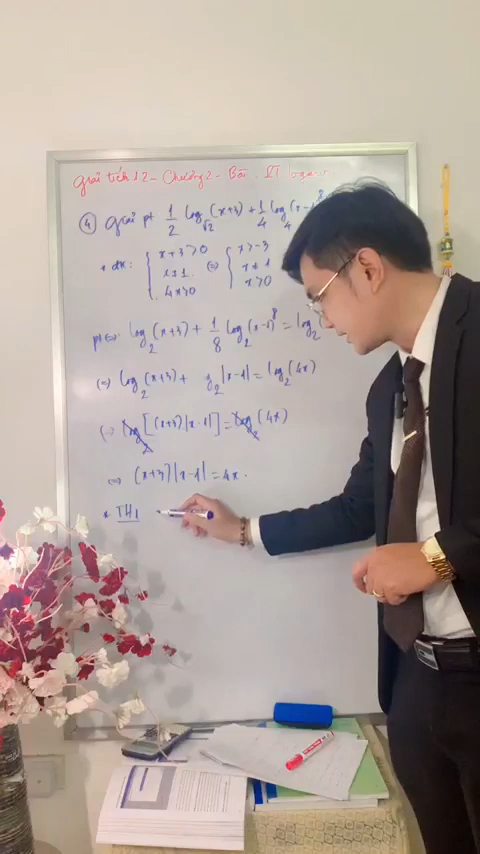 Giải tích 12 - Chương 2 - Bài . PT logarit
④ Giải pt 1/2 log_√2 (x+3) + 1/4 log_4 (x-1)^8
* đk: { x+3>0 ⇔ { x>-3
x≠1. x≠1
4x>0 x>0
pt ⇔ log_2 (x+3) + 1/8 log_2 (x-1)^8 = log_2 (
⇔ log_2 (x+3) + g_2 |x-1| = log_2 (4x)
⇔ log_2 [(x+3)|x-1|] = log_2 (4x)
⇔ (x+3)|x-1| = 4x.
* TH1